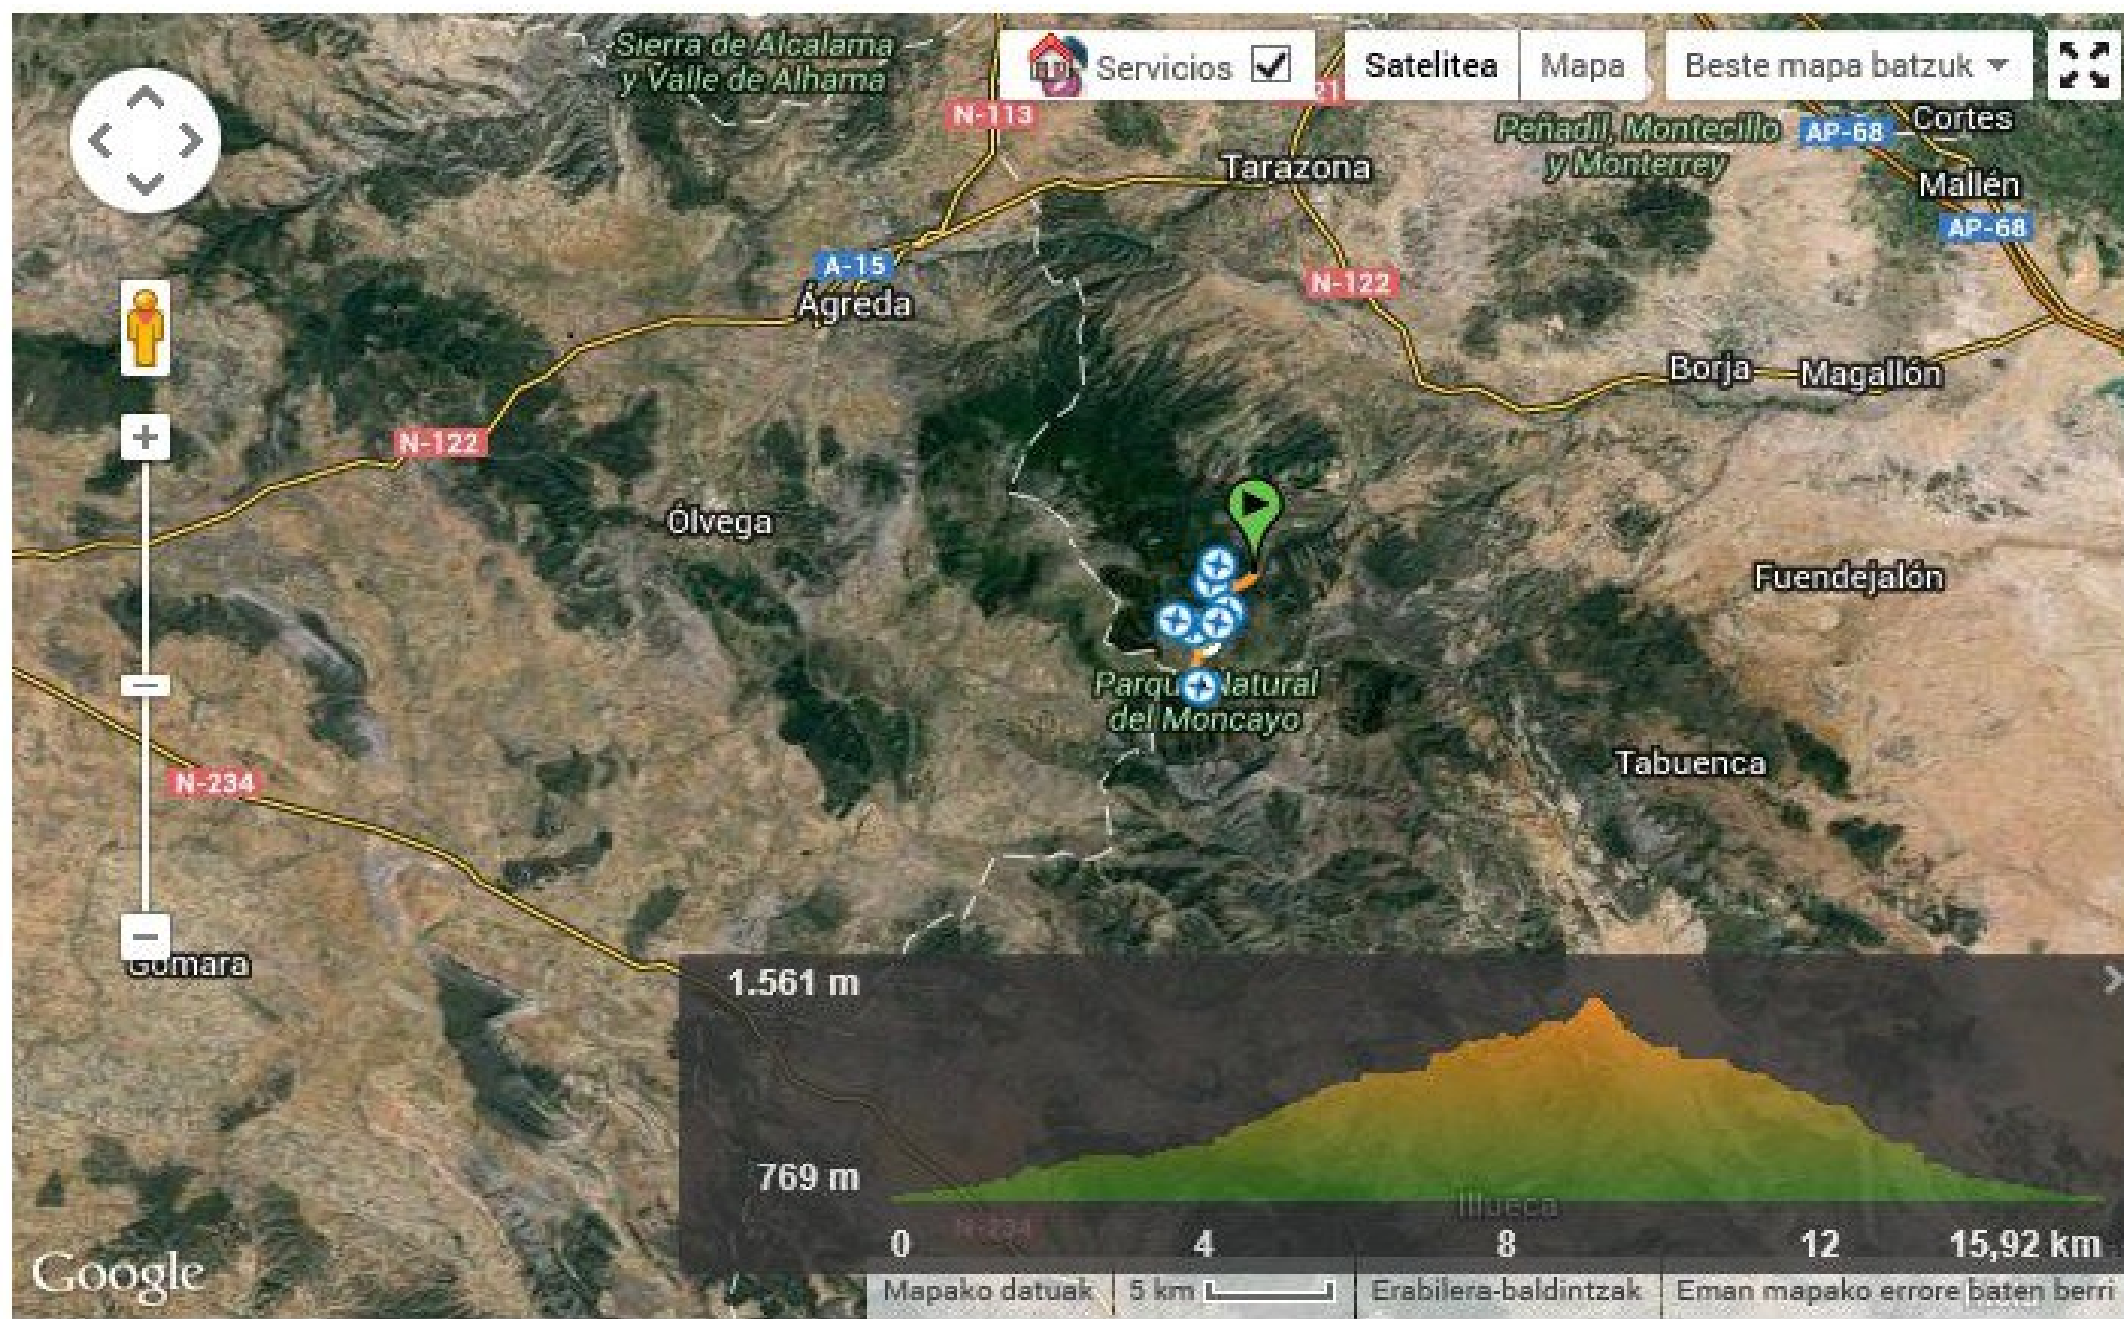 Sierra de Alcalama
y Valle de Alhama
Servicios
Satelitea
Mapa
Beste mapa batzuk
N-113
21
Peñadil, Montecillo
y Monterrey
AP-68
Cortes
Tarazona
Mallén
AP-68
A-15
Ágreda
N-122
Borja
Magallón
N-122
Ólvega
Fuendejalón
Parque Natural
del Moncayo
Tabuenca
N-234
Gómara
1.561 m
769 m
Illueca
N-234
0
4
8
12
15,92 km
Google
Mapako datuak
5 km
Erabilera-baldintzak
Eman mapako errore baten berri